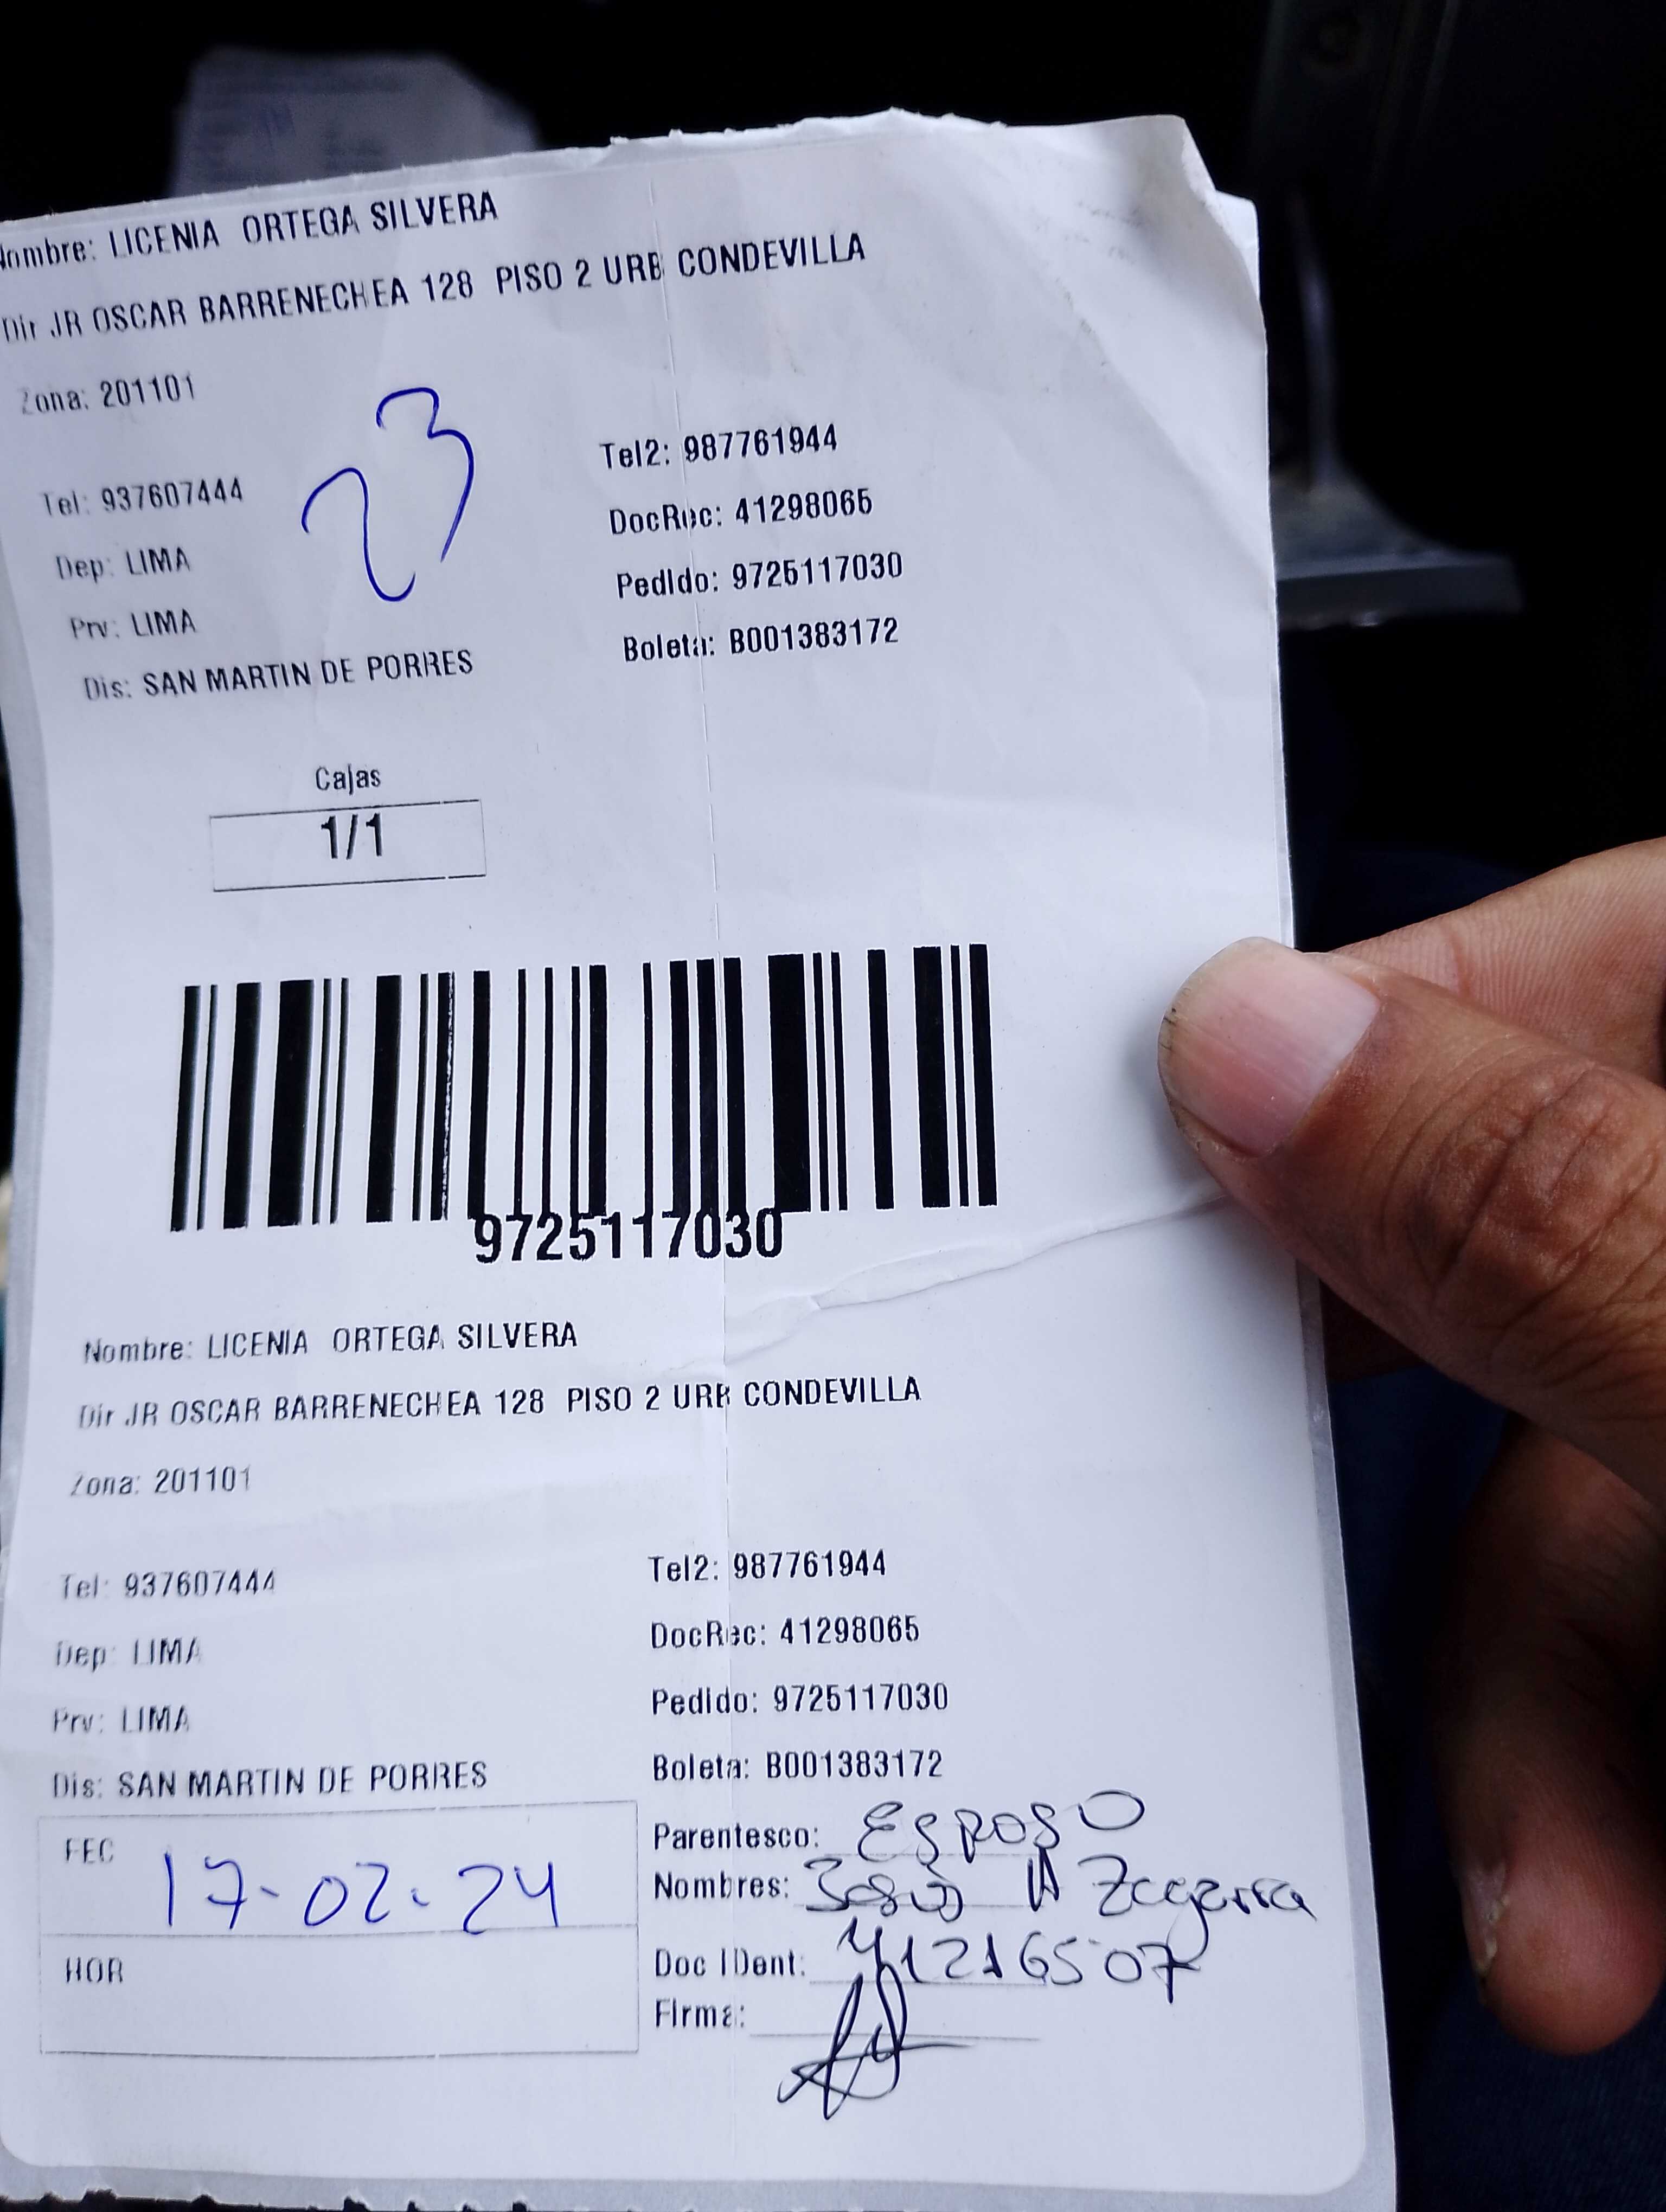 Nombre: LICENIA ORTEGA SILVERA
Dir JR OSCAR BARRENECHEA 128 PISO 2 URB CONDEVILLA
Zona: 201101
23
Tel: 937607444
Tel2: 987761944
DocRec: 41298065
Dep: LIMA
Pedido: 9725117030
Prv: LIMA
Boleta: B001383172
Dis: SAN MARTIN DE PORRES
Cajas
1/1
9725117030
Nombre: LICENIA ORTEGA SILVERA
Dir JR OSCAR BARRENECHEA 128 PISO 2 URB CONDEVILLA
Zona: 201101
Tel: 937607444
Tel2: 987761944
Dep: LIMA
DocRec: 41298065
Prv: LIMA
Pedido: 9725117030
Dis: SAN MARTIN DE PORRES
Boleta: B001383172
FEC 17-02-24
HOR
Parentesco: Esposo
Nombres: Zegarra
Doc IDent: 41216507
Firma: